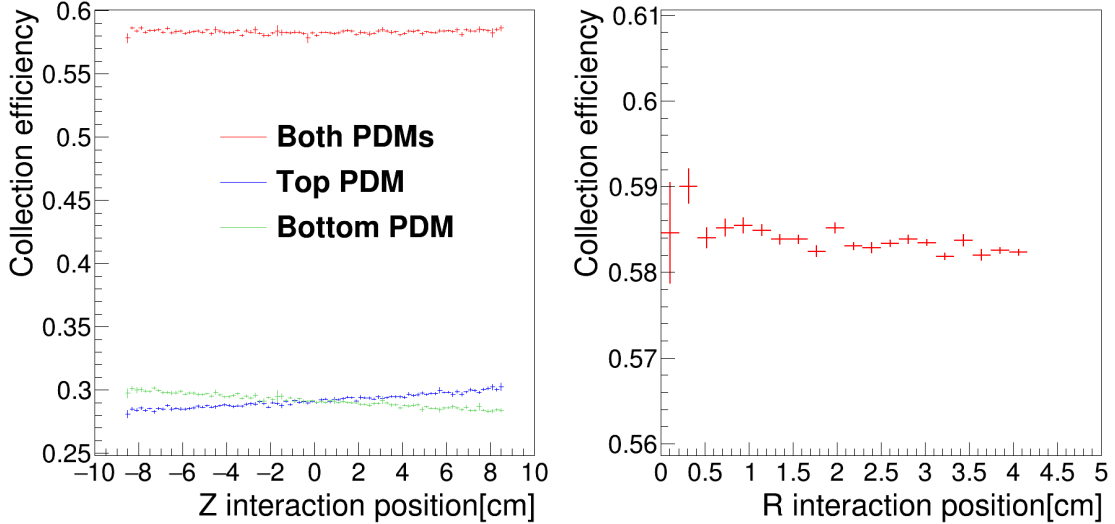 Collection efficiency
0.6
0.55
0.5
0.45
0.4
0.35
0.3
0.25
Both PDMs
Top PDM
Bottom PDM
−10 −8 −6 −4 −2 0 2 4 6 8 10
Z interaction position[cm]
Collection efficiency
0.61
0.6
0.59
0.58
0.57
0.56
0 0.5 1 1.5 2 2.5 3 3.5 4 4.5 5
R interaction position[cm]